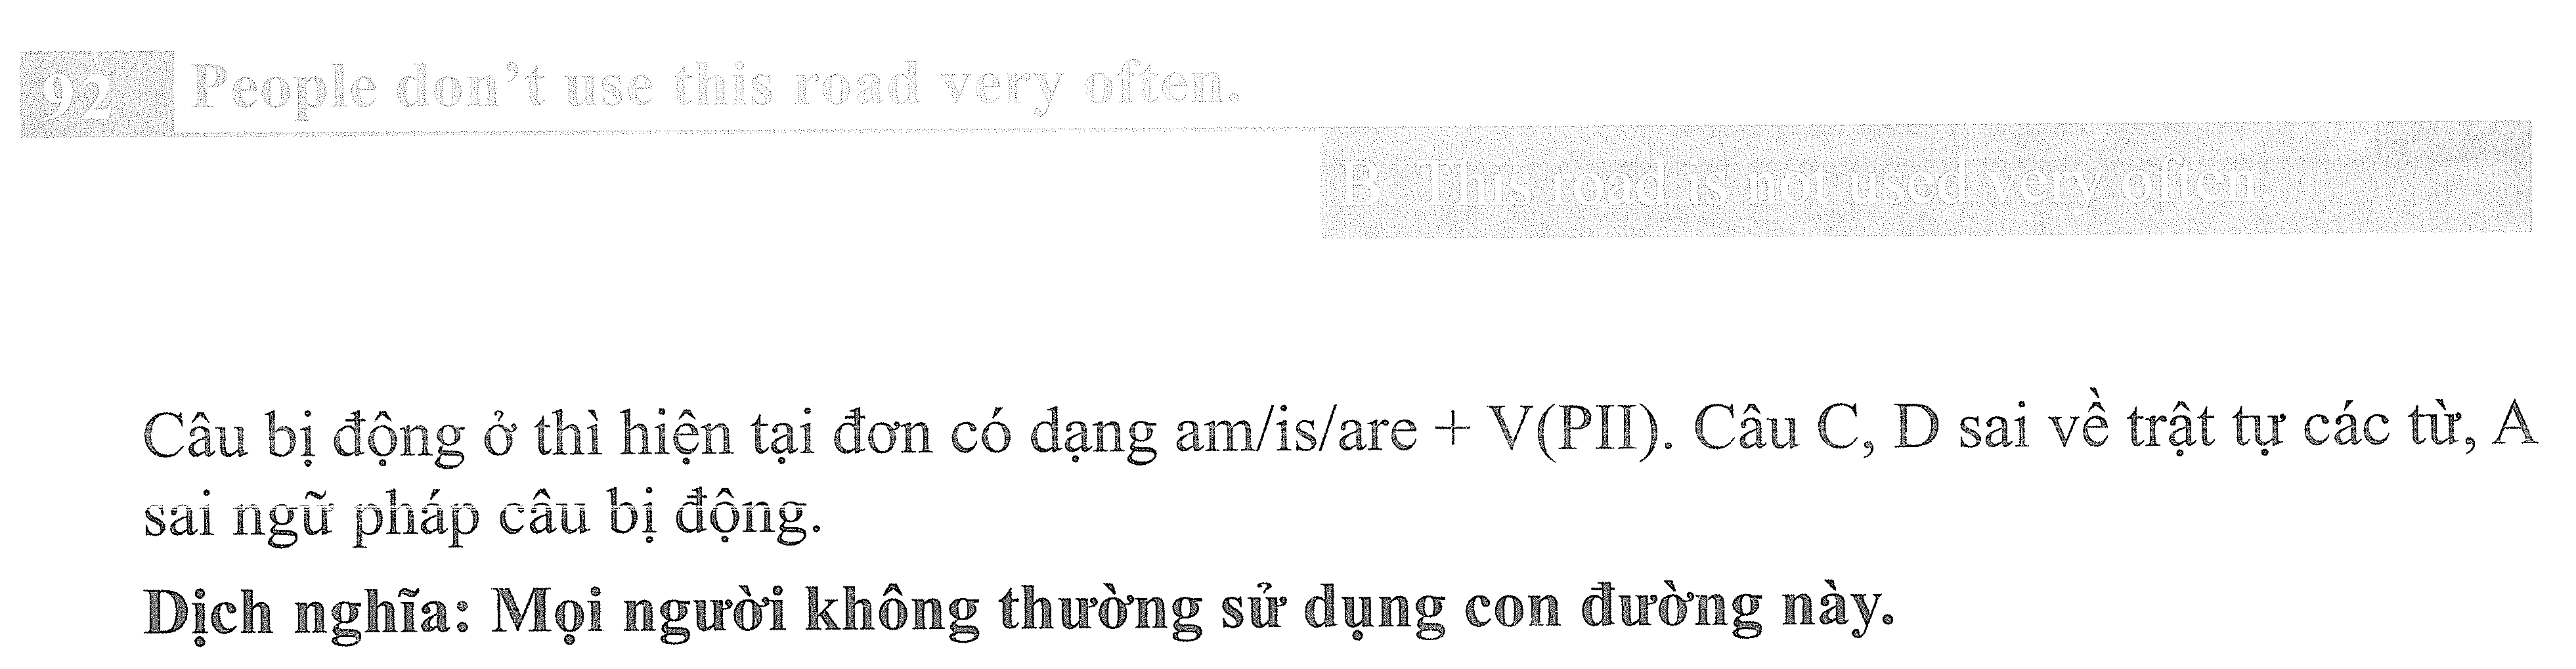 92 People don't use this road very often.
B. This road is not used very often.
Câu bị động ở thì hiện tại đơn có dạng am/is/are + V(PII). Câu C, D sai về trật tự các từ, A
sai ngữ pháp câu bị động.
Dịch nghĩa: Mọi người không thường sử dụng con đường này.